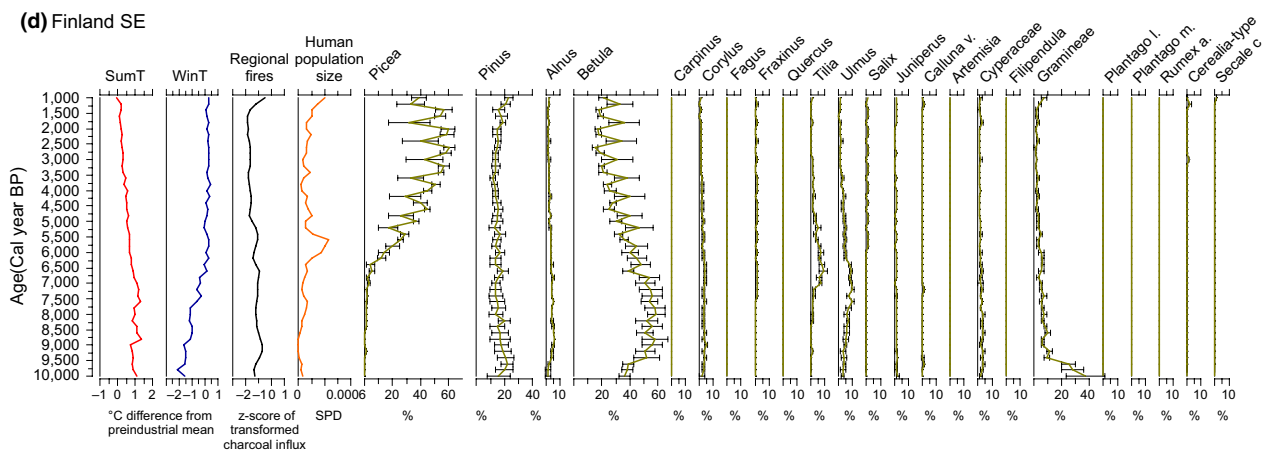 (d) Finland SE
SumT
WinT
Regional fires
Human population size
Picea
Pinus
Alnus
Betula
Carpinus
Corylus
Fagus
Fraxinus
Quercus
Tilia
Ulmus
Salix
Juniperus
Calluna v.
Artemisia
Cyperaceae
Filipendula
Gramineae
Plantago l.
Plantago m.
Rumex a.
Cerealia-type
Secale c
Age(Cal year BP)
1,000
1,500
2,000
2,500
3,000
3,500
4,000
4,500
5,000
5,500
6,000
6,500
7,000
7,500
8,000
8,500
9,000
9,500
10,000
−1 0 1 2
−2−1 0 1
−2−1 0 1
0 0.0006
20 40 60
20
10
20 40 60
10 10 10 10 10 10 10 10 10 10 10 10 10
20 40
10 10 10 10 10
°C difference from preindustrial mean
z-score of transformed charcoal influx
SPD
% % % % % % % % % % % % % % % % % % % % % % %